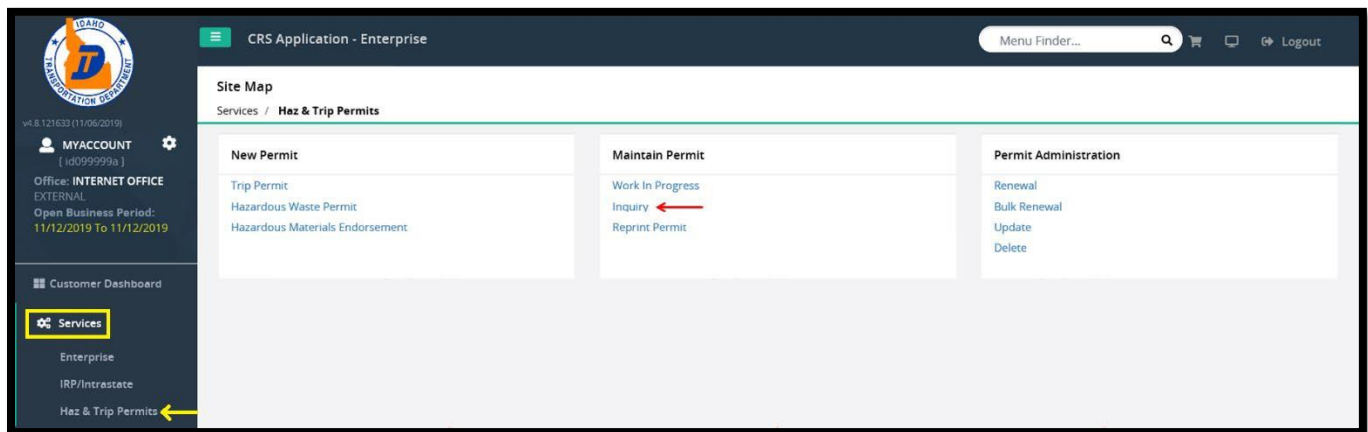 IDAHO
TRANSPORTATION DEPARTMENT
v4.8.121633 (11/06/2019)
MYACCOUNT
[ id099999a ]
Office: INTERNET OFFICE
EXTERNAL
Open Business Period:
11/12/2019 To 11/12/2019
Customer Dashboard
Services
Enterprise
IRP/Intrastate
Haz & Trip Permits
CRS Application - Enterprise
Menu Finder...
Logout
Site Map
Services / Haz & Trip Permits
New Permit
Trip Permit
Hazardous Waste Permit
Hazardous Materials Endorsement
Maintain Permit
Work In Progress
Inquiry
Reprint Permit
Permit Administration
Renewal
Bulk Renewal
Update
Delete